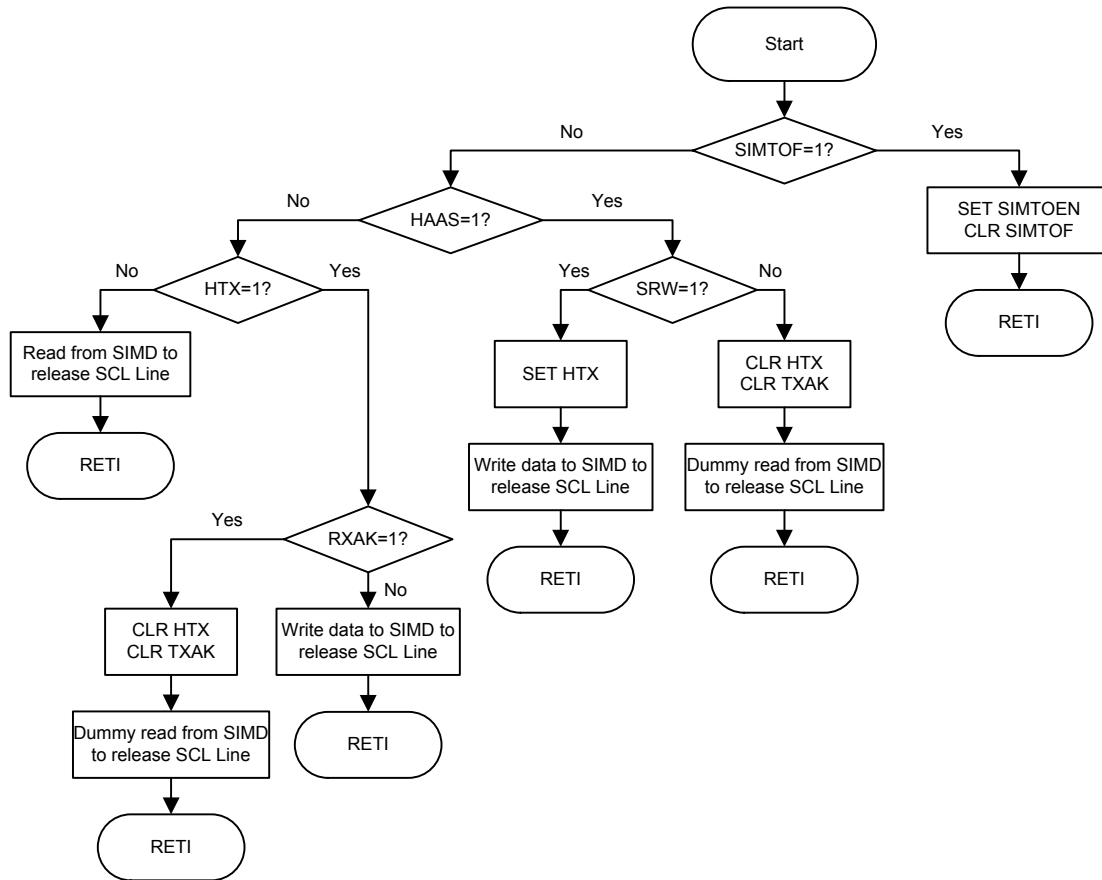 Start
No
Yes
SIMTOF=1?
No
Yes
HAAS=1?
SET SIMTOEN
CLR SIMTOF
No
Yes
HTX=1?
Yes
No
SRW=1?
RETI
Read from SIMD to
release SCL Line
SET HTX
CLR HTX
CLR TXAK
RETI
Write data to SIMD to
release SCL Line
Dummy read from SIMD
to release SCL Line
Yes
RXAK=1?
No
RETI
RETI
CLR HTX
CLR TXAK
Write data to SIMD to
release SCL Line
Dummy read from SIMD
to release SCL Line
RETI
RETI